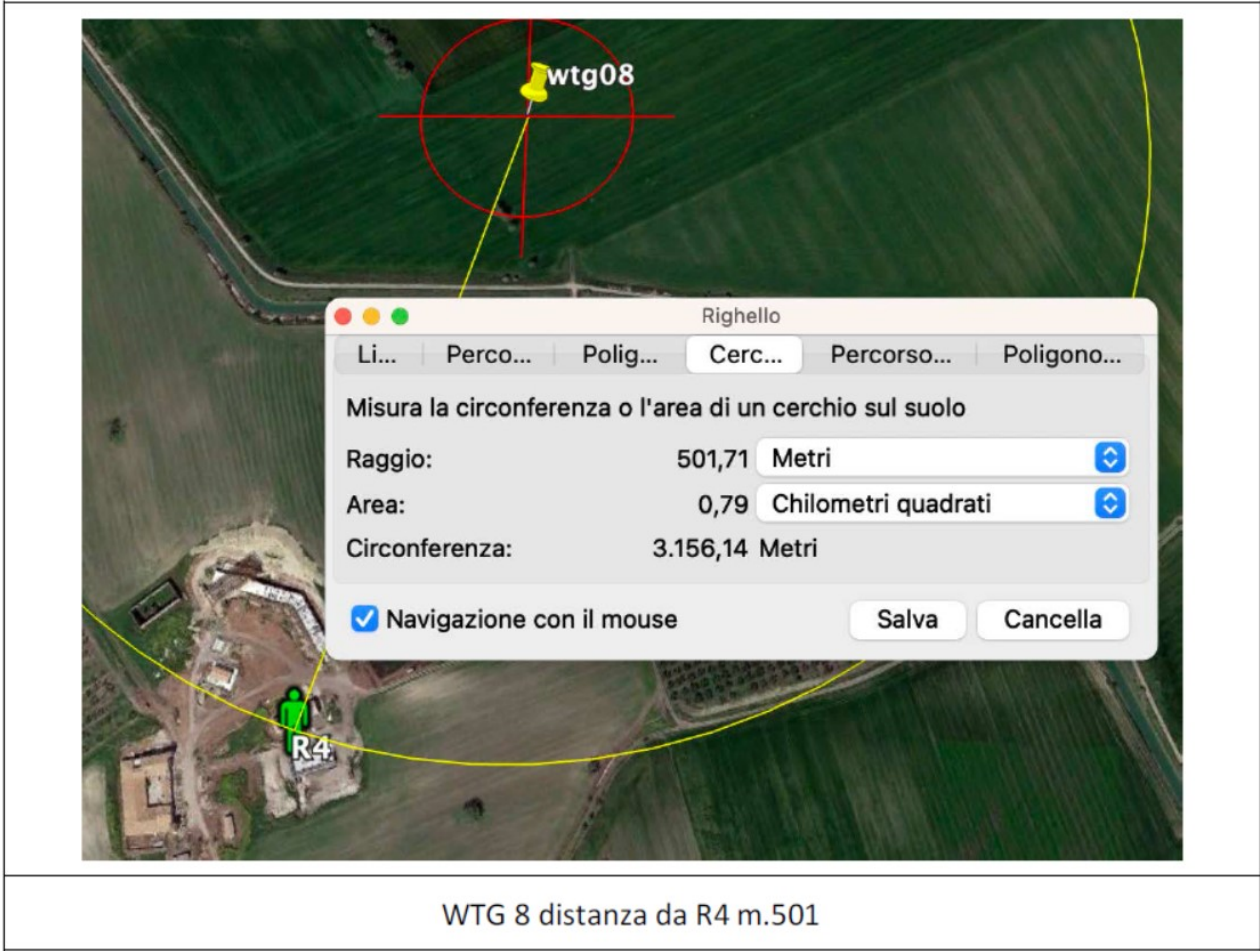 wtg08
Righello
Li... Perco... Polig... Cerc... Percorso... Poligono...
Misura la circonferenza o l'area di un cerchio sul suolo
Raggio: 501,71 Metri
Area: 0,79 Chilometri quadrati
Circonferenza: 3.156,14 Metri
Navigazione con il mouse Salva Cancella
R4
WTG 8 distanza da R4 m.501